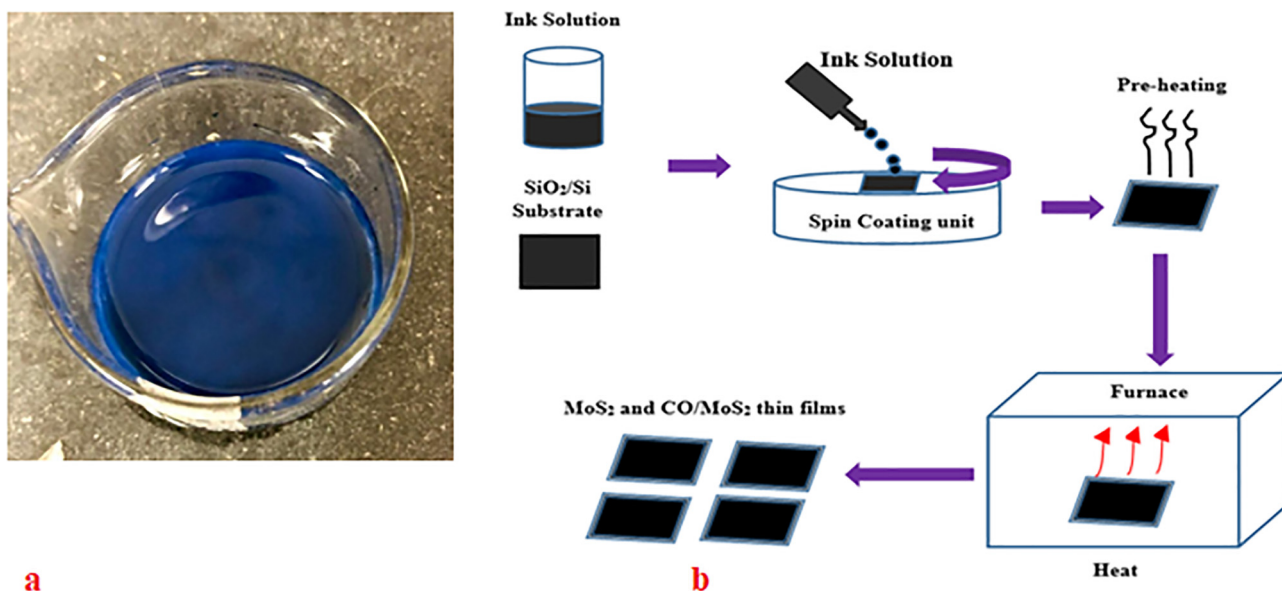 Ink Solution
SiO₂/Si
Substrate
Ink Solution
Spin Coating unit
Pre-heating
Furnace
Heat
MoS₂ and CO/MoS₂ thin films
a
b